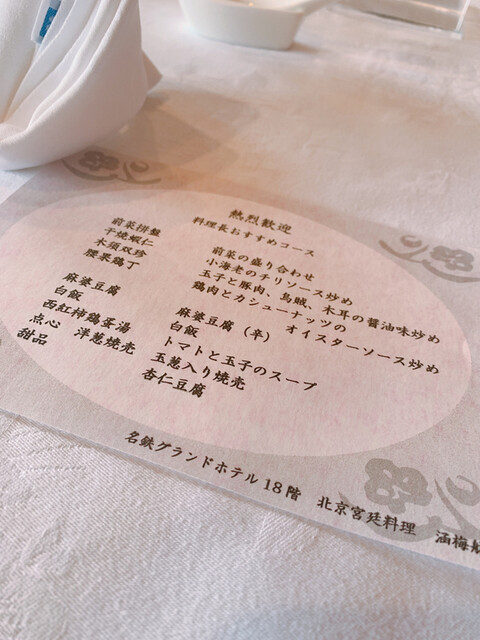 熱烈歓迎
料理長おすすめコース
前菜拼盤 前菜の盛り合わせ
干焼蝦仁 小海老のチリソース炒め
木須双珍 玉子と豚肉、烏賊、木耳の醤油味炒め
腰果鶏丁 鶏肉とカシューナッツの オイスターソース炒め
麻婆豆腐 麻婆豆腐（辛）
白飯 白飯
西紅柿鶏蛋湯 トマトと玉子のスープ
点心 洋葱焼売 玉葱入り焼売
甜品 杏仁豆腐
名鉄グランドホテル18階 北京宮廷料理 涵梅舫